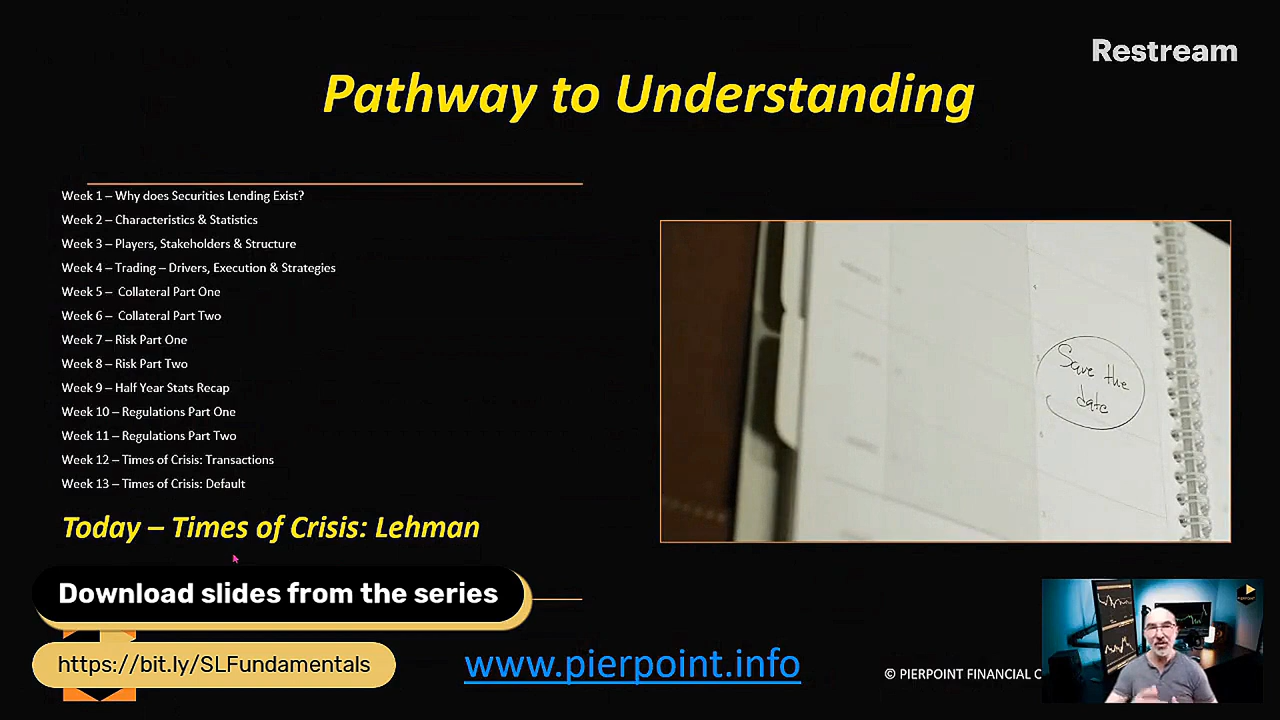 Restream
Pathway to Understanding
Week 1 – Why does Securities Lending Exist?
Week 2 – Characteristics & Statistics
Week 3 – Players, Stakeholders & Structure
Week 4 – Trading – Drivers, Execution & Strategies
Week 5 – Collateral Part One
Week 6 – Collateral Part Two
Week 7 – Risk Part One
Week 8 – Risk Part Two
Week 9 – Half Year Stats Recap
Week 10 – Regulations Part One
Week 11 – Regulations Part Two
Week 12 – Times of Crisis: Transactions
Week 13 – Times of Crisis: Default
Save the
date
Today – Times of Crisis: Lehman
Download slides from the series
https://bit.ly/SLFundamentals
www.pierpoint.info
© PIERPOINT FINANCIAL C